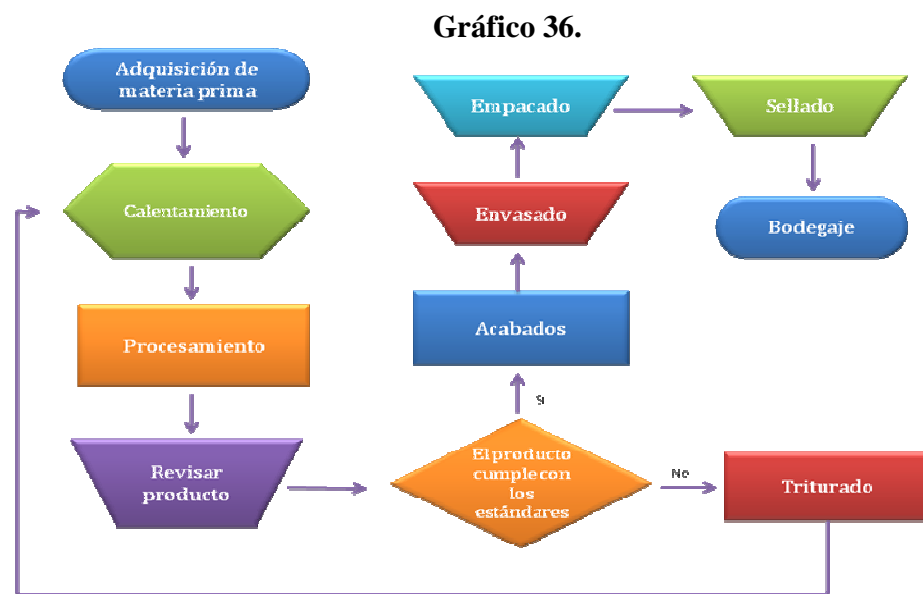 Gráfico 36.
Adquisición de
materia prima
Calentamiento
Procesamiento
Revisar
producto
El producto
cumple con
los
estándares
Si
No
Acabados
Envasado
Empacado
Sellado
Bodegaje
Triturado